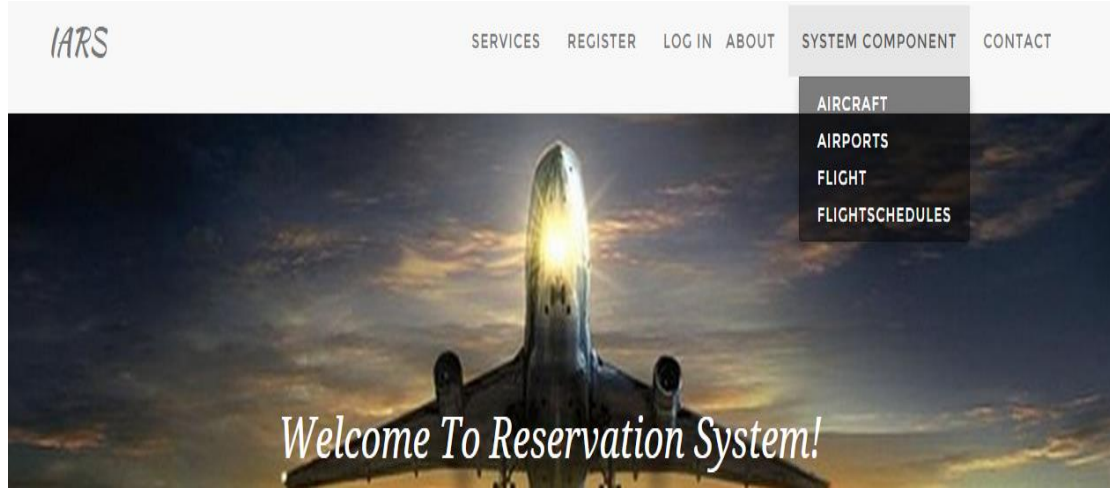 IARS
SERVICES REGISTER LOG IN ABOUT SYSTEM COMPONENT CONTACT
AIRCRAFT
AIRPORTS
FLIGHT
FLIGHTSCHEDULES
Welcome To Reservation System!